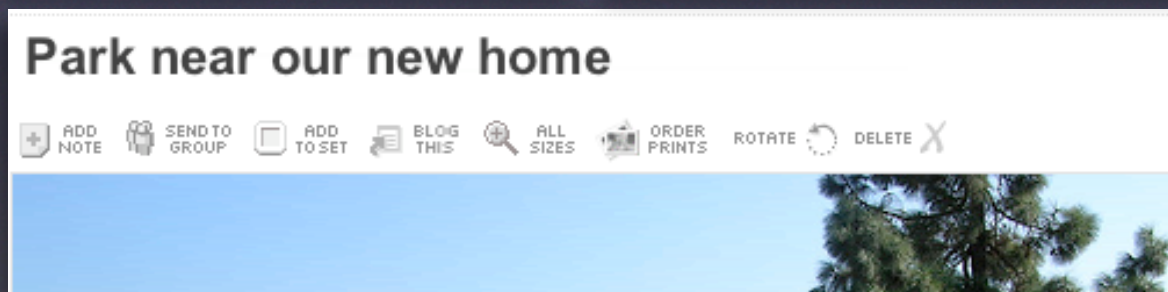 Park near our new home
ADD NOTE
SEND TO GROUP
ADD TO SET
BLOG THIS
ALL SIZES
ORDER PRINTS
ROTATE
DELETE